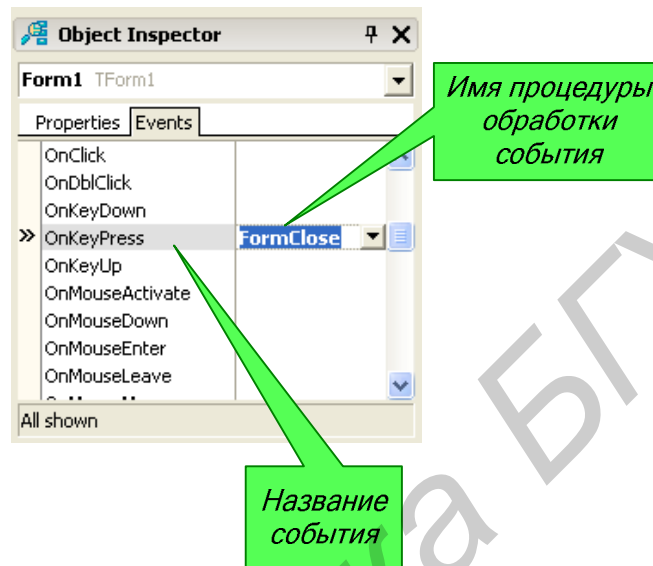 Object Inspector
Form1 TForm1
Имя процедуры
обработки
события
Properties Events
OnClick
OnDblClick
OnKeyDown
OnKeyPress FormClose
OnKeyUp
OnMouseActivate
OnMouseDown
OnMouseEnter
OnMouseLeave
All shown
Название
события